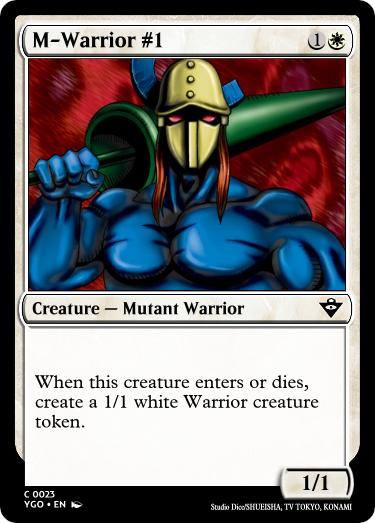 M-Warrior #1 1
Creature — Mutant Warrior
When this creature enters or dies,
create a 1/1 white Warrior creature
token.
1/1
C 0023
YGO • EN
Studio Dice/SHUEISHA, TV TOKYO, KONAMI